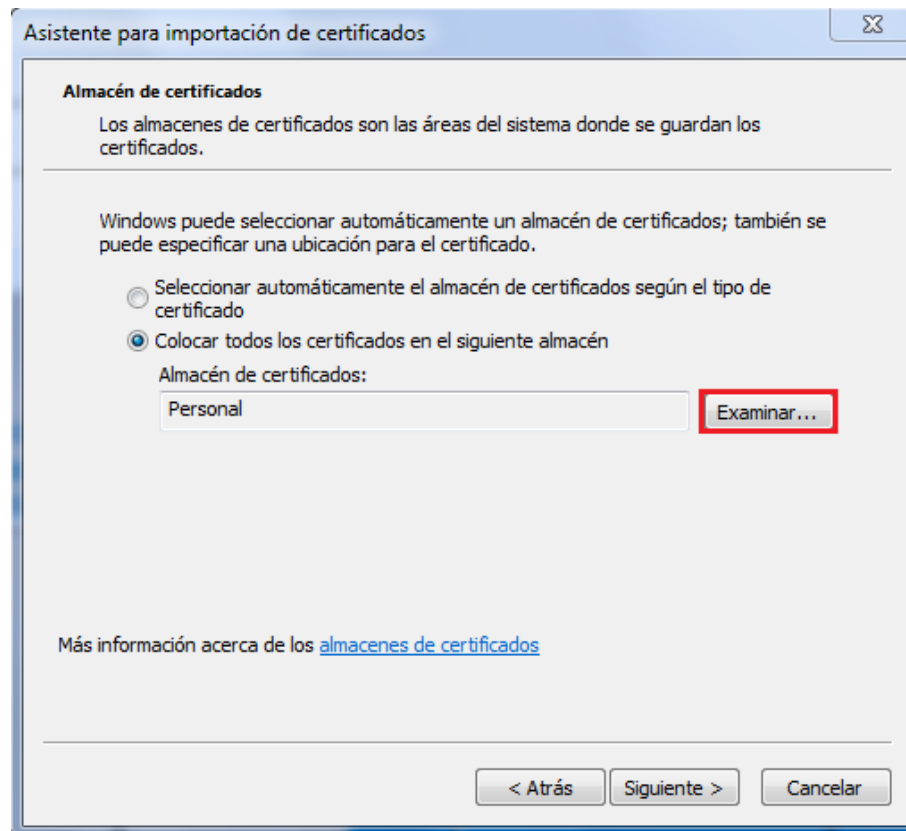 Asistente para importación de certificados
Almacén de certificados
Los almacenes de certificados son las áreas del sistema donde se guardan los
certificados.
Windows puede seleccionar automáticamente un almacén de certificados; también se
puede especificar una ubicación para el certificado.
Seleccionar automáticamente el almacén de certificados según el tipo de
certificado
Colocar todos los certificados en el siguiente almacén
Almacén de certificados:
Personal
Examinar...
Más información acerca de los almacenes de certificados
< Atrás
Siguiente >
Cancelar